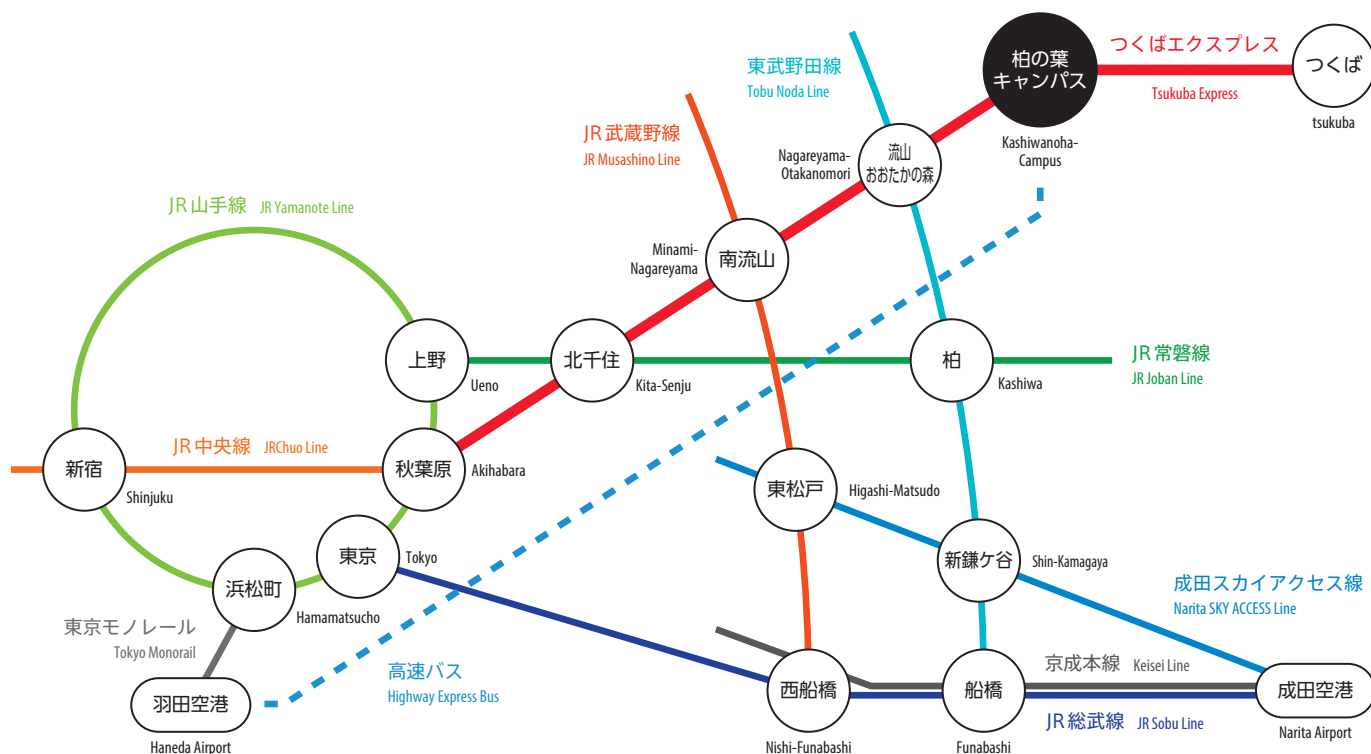 つくばエクスプレス
Tsukuba Express
柏の葉
キャンパス
Kashiwanoha-
Campus
つくば
tsukuba
東武野田線
Tobu Noda Line
JR武蔵野線
JR Musashino Line
Nagareyama-
Otakanomori
流山
おおたかの森
JR山手線 JR Yamanote Line
Minami-
Nagareyama
南流山
上野
Ueno
北千住
Kita-Senju
柏
Kashiwa
JR常磐線
JR Joban Line
JR中央線 JRChuo Line
新宿
Shinjuku
秋葉原
Akihabara
東松戸
Higashi-Matsudo
東京
Tokyo
新鎌ケ谷
Shin-Kamagaya
浜松町
Hamamatsucho
成田スカイアクセス線
Narita SKY ACCESS Line
東京モノレール
Tokyo Monorail
高速バス
Highway Express Bus
京成本線 Keisei Line
羽田空港
Haneda Airport
西船橋
Nishi-Funabashi
船橋
Funabashi
成田空港
Narita Airport
JR総武線 JR Sobu Line